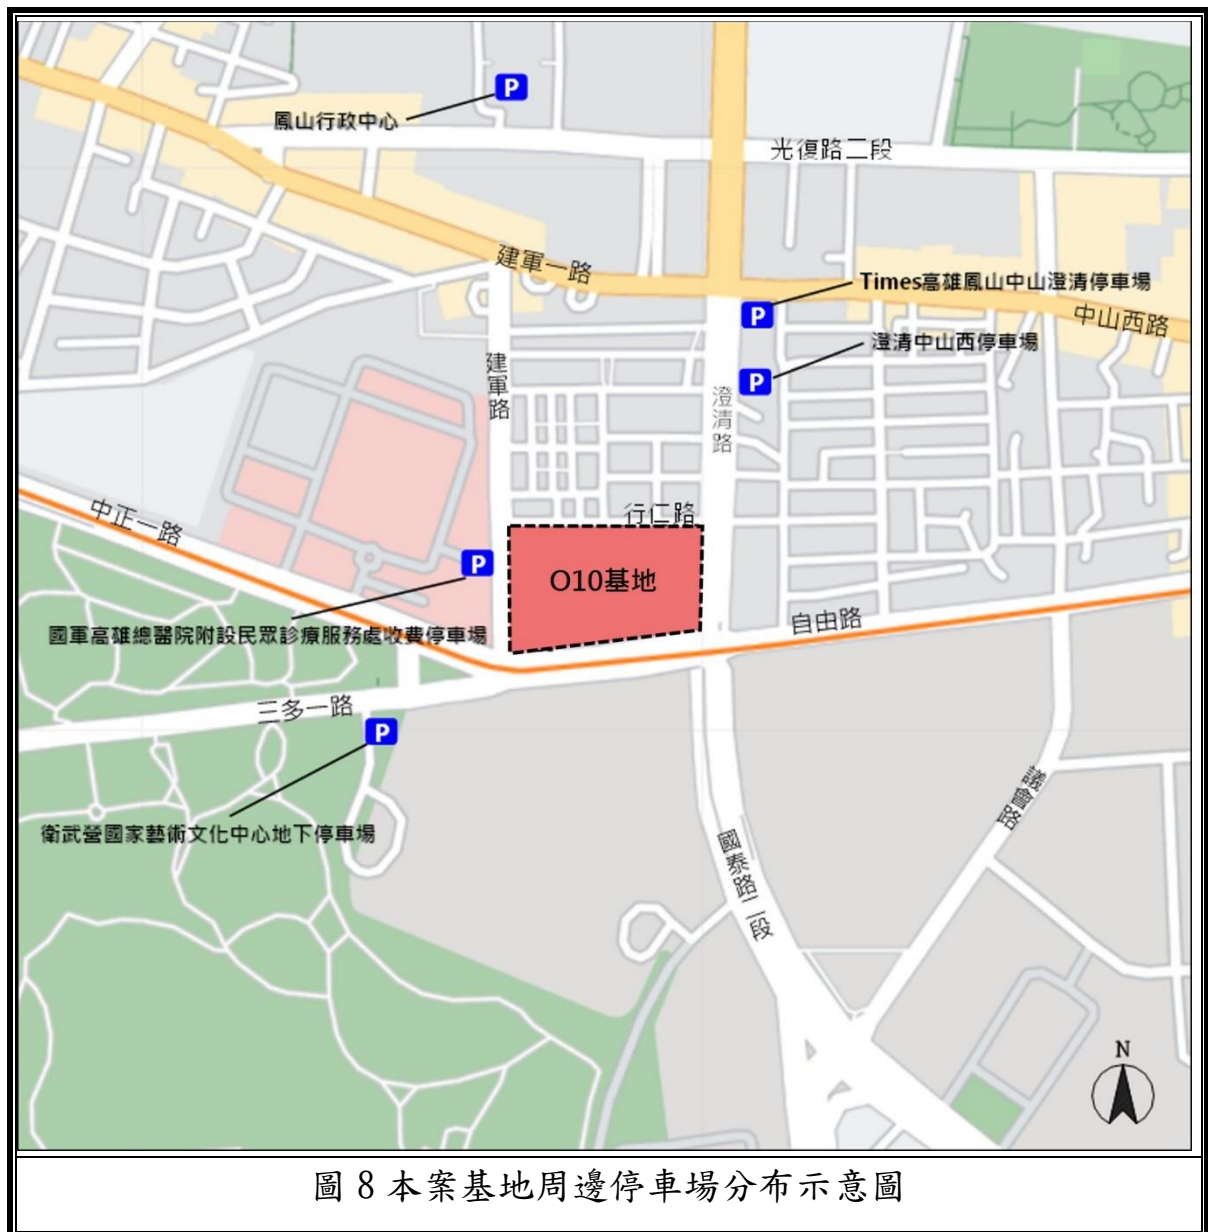 P
鳳山行政中心
光復路二段
建軍一路
Times高雄鳳山中山澄清停車場
P
中山西路
澄清中山西停車場
P
建軍路
澄清路
中正一路
行仁路
P
O10基地
自由路
國軍高雄總醫院附設民眾診療服務處收費停車場
三多一路
P
議會路
衛武營國家藝術文化中心地下停車場
國泰路二段
N
圖 8 本案基地周邊停車場分布示意圖